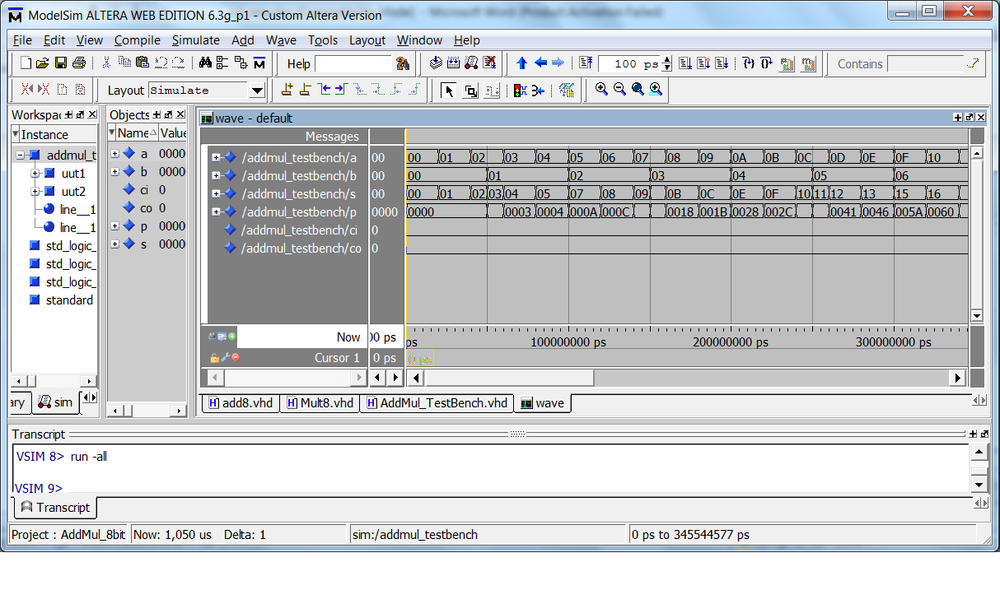 ModelSim ALTERA WEB EDITION 6.3g_p1 - Custom Altera Version
File Edit View Compile Simulate Add Wave Tools Layout Window Help
Help 100 ps Contains
Layout Simulate
Workspac
Instance
addmul_t
uut1
uut2
line__1
line__1
std_logic_
std_logic_
std_logic_
standard
ary sim
Objects
Name Value
a 0000
b 0000
ci 0
co 0
p 0000
s 0000
wave - default
Messages
/addmul_testbench/a 00 00 01 02 03 04 05 06 07 08 09 0A 0B 0C 0D 0E 0F 10
/addmul_testbench/b 00 00 01 02 03 04 05 06
/addmul_testbench/s 00 00 01 02 03 04 05 07 08 09 0B 0C 0E 0F 10 11 12 13 15 16
/addmul_testbench/p 0000 0000 0003 0004 000A 000C 0018 001B 0028 002C 0041 0046 005A 0060
/addmul_testbench/ci 0
/addmul_testbench/co 0
Now 00 ps ps 100000000 ps 200000000 ps 300000000 ps
Cursor 1 0 ps 0 ps
add8.vhd Mult8.vhd AddMul_TestBench.vhd wave
Transcript
VSIM 8> run -all
VSIM 9>
Transcript
Project : AddMul_8bit Now: 1,050 us Delta: 1 sim:/addmul_testbench 0 ps to 345544577 ps